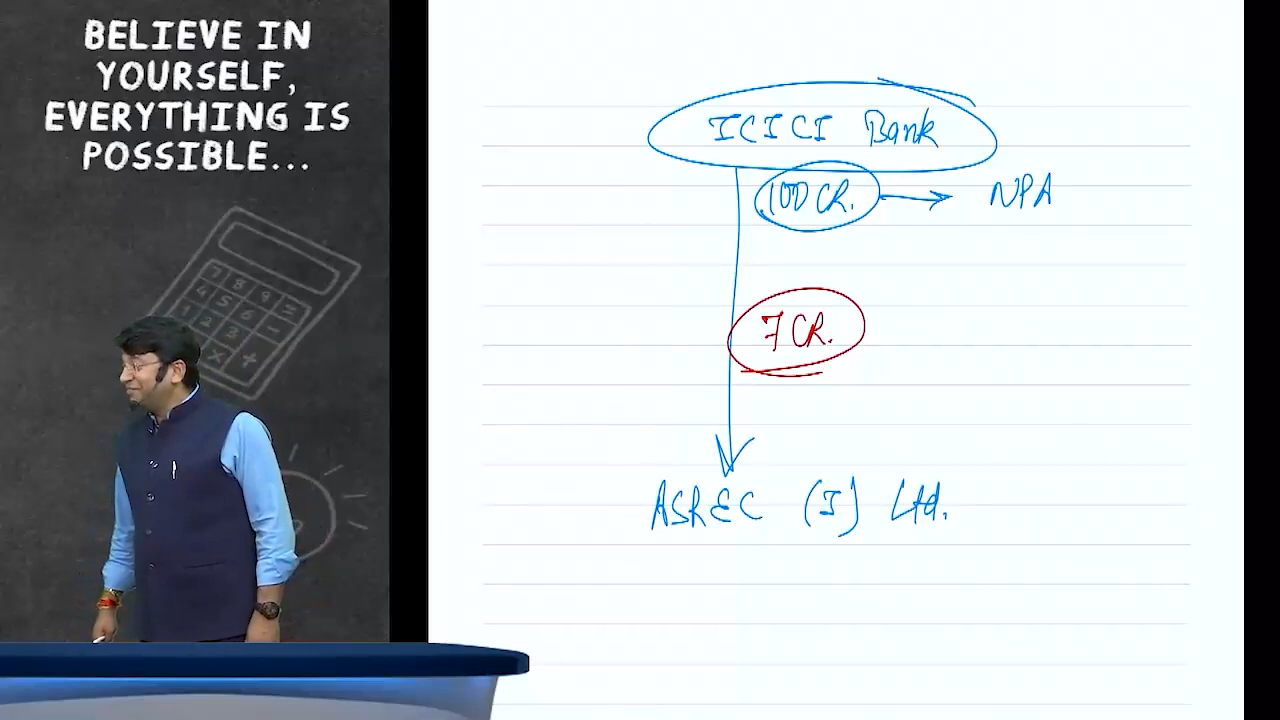 BELIEVE IN
YOURSELF,
EVERYTHING IS
POSSIBLE...
ICICI Bank
100 CR. → NPA
7 CR.
ASREC (I) Ltd.